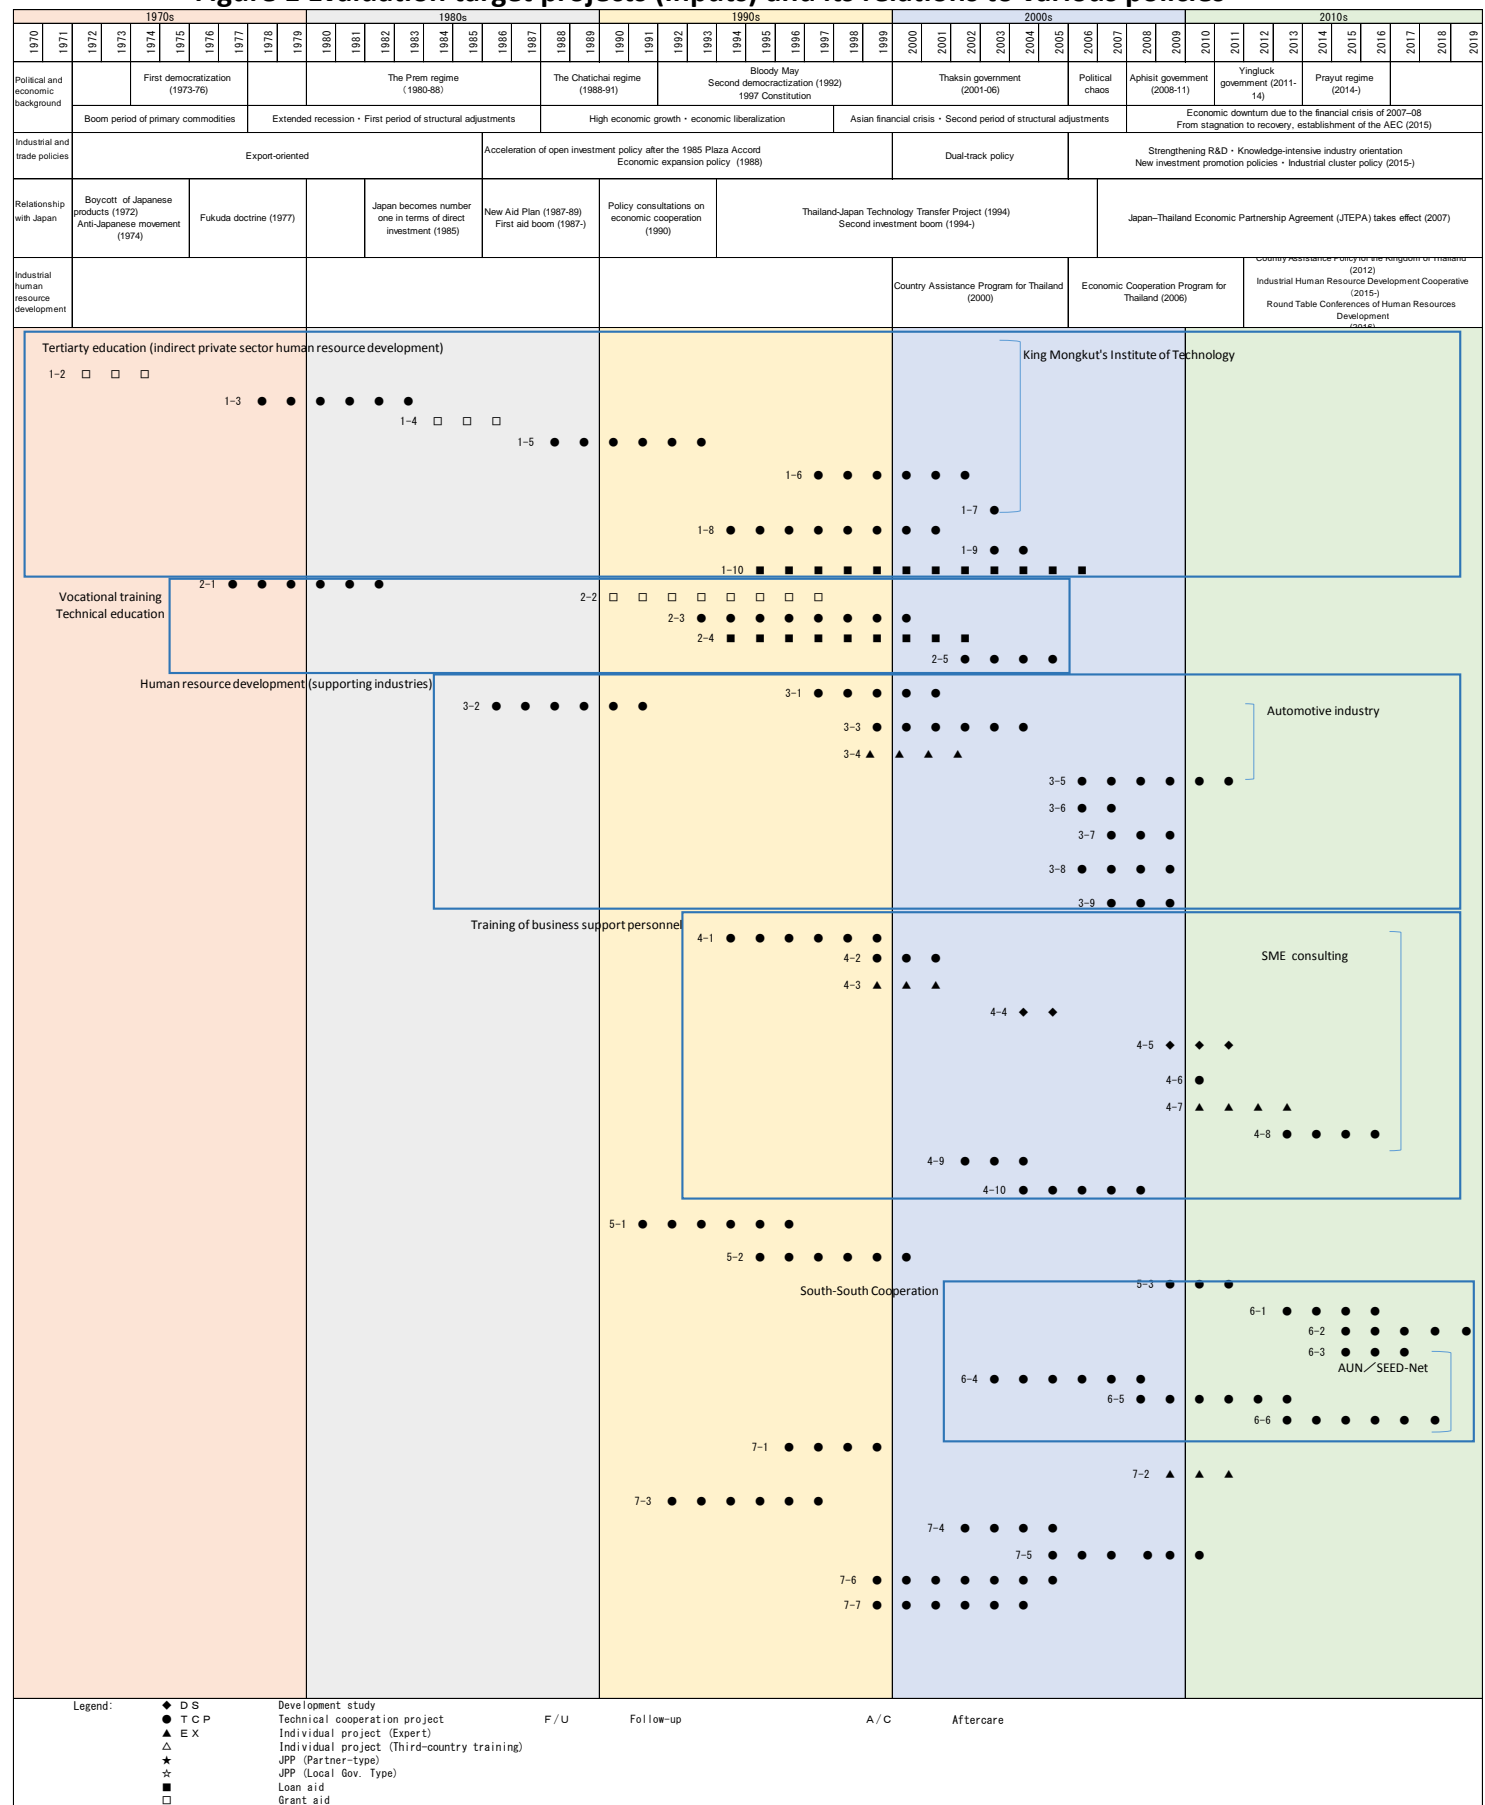 Figure 1 Evaluation target projects (inputs) and its relations to various policies
1970s 1980s 1990s 2000s 2010s
1970 1971 1972 1973 1974 1975 1976 1977 1978 1979 1980 1981 1982 1983 1984 1985 1986 1987 1988 1989 1990 1991 1992 1993 1994 1995 1996 1997 1998 1999 2000 2001 2002 2003 2004 2005 2006 2007 2008 2009 2010 2011 2012 2013 2014 2015 2016 2017 2018 2019
Political and
economic
background
First democratization
(1973-76)
The Prem regime
(1980-88)
The Chatichai regime
(1988-91)
Bloody May
Second democractization (1992)
1997 Constitution
Thaksin government
(2001-06)
Political
chaos
Aphisit government
(2008-11)
Yingluck
government (2011-
14)
Prayut regime
(2014-)
Boom period of primary commodities
Extended recession・First period of structural adjustments
High economic growth・economic liberalization
Asian financial crisis・Second period of structural adjustments
Economic downturn due to the financial crisis of 2007–08
From stagnation to recovery, establishment of the AEC (2015)
Industrial and
trade policies
Export-oriented
Acceleration of open investment policy after the 1985 Plaza Accord
Economic expansion policy (1988)
Dual-track policy
Strengthening R&D・Knowledge-intensive industry orientation
New investment promotion policies・Industrial cluster policy (2015-)
Relationship
with Japan
Boycott of Japanese
products (1972)
Anti-Japanese movement
(1974)
Fukuda doctrine (1977)
Japan becomes number
one in terms of direct
investment (1985)
New Aid Plan (1987-89)
First aid boom (1987-)
Policy consultations on
economic cooperation
(1990)
Thailand-Japan Technology Transfer Project (1994)
Second investment boom (1994-)
Japan–Thailand Economic Partnership Agreement (JTEPA) takes effect (2007)
Industrial
human
resource
development
Country Assistance Program for Thailand
(2000)
Economic Cooperation Program for
Thailand (2006)
Country Assistance Policy for the Kingdom of Thailand
(2012)
Industrial Human Resource Development Cooperative
(2015-)
Round Table Conferences of Human Resources
Development
(2016)
Tertiarty education (indirect private sector human resource development)
King Mongkut's Institute of Technology
1-2 □ □ □
1-3 ● ● ● ● ● ●
1-4 □ □ □
1-5 ● ● ● ● ● ●
1-6 ● ● ● ● ● ●
1-7 ●
1-8 ● ● ● ● ● ● ● ●
1-9 ● ●
1-10 ■ ■ ■ ■ ■ ■ ■ ■ ■ ■ ■ ■
2-1 ● ● ● ● ● ●
Vocational training
Technical education
2-2 □ □ □ □ □ □ □ □
2-3 ● ● ● ● ● ● ● ●
2-4 ■ ■ ■ ■ ■ ■ ■ ■ ■
2-5 ● ● ● ●
Human resource development (supporting industries)
3-1 ● ● ● ● ●
3-2 ● ● ● ● ● ●
Automotive industry
3-3 ● ● ● ● ● ●
3-4 ▲ ▲ ▲ ▲
3-5 ● ● ● ● ● ●
3-6 ● ●
3-7 ● ● ●
3-8 ● ● ● ●
3-9 ● ● ●
Training of business support personnel
4-1 ● ● ● ● ● ●
4-2 ● ● ●
SME consulting
4-3 ▲ ▲ ▲
4-4 ◆ ◆
4-5 ◆ ◆ ◆
4-6 ●
4-7 ▲ ▲ ▲ ▲
4-8 ● ● ● ●
4-9 ● ● ●
4-10 ● ● ● ● ●
5-1 ● ● ● ● ● ●
5-2 ● ● ● ● ● ●
5-3 ● ● ●
South-South Cooperation
6-1 ● ● ● ●
6-2 ● ● ● ● ●
6-3 ● ● ●
AUN／SEED-Net
6-4 ● ● ● ● ● ●
6-5 ● ● ● ● ● ●
6-6 ● ● ● ● ● ●
7-1 ● ● ● ●
7-2 ▲ ▲ ▲
7-3 ● ● ● ● ● ●
7-4 ● ● ● ●
7-5 ● ● ● ● ● ●
7-6 ● ● ● ● ● ● ●
7-7 ● ● ● ● ● ●
Legend: ◆ ＤＳ Development study
● ＴＣＰ Technical cooperation project Ｆ/Ｕ Follow-up Ａ/Ｃ Aftercare
▲ ＥＸ Individual project (Expert)
△ Individual project (Third-country training)
★ JPP (Partner-type)
☆ JPP (Local Gov. Type)
■ Loan aid
□ Grant aid